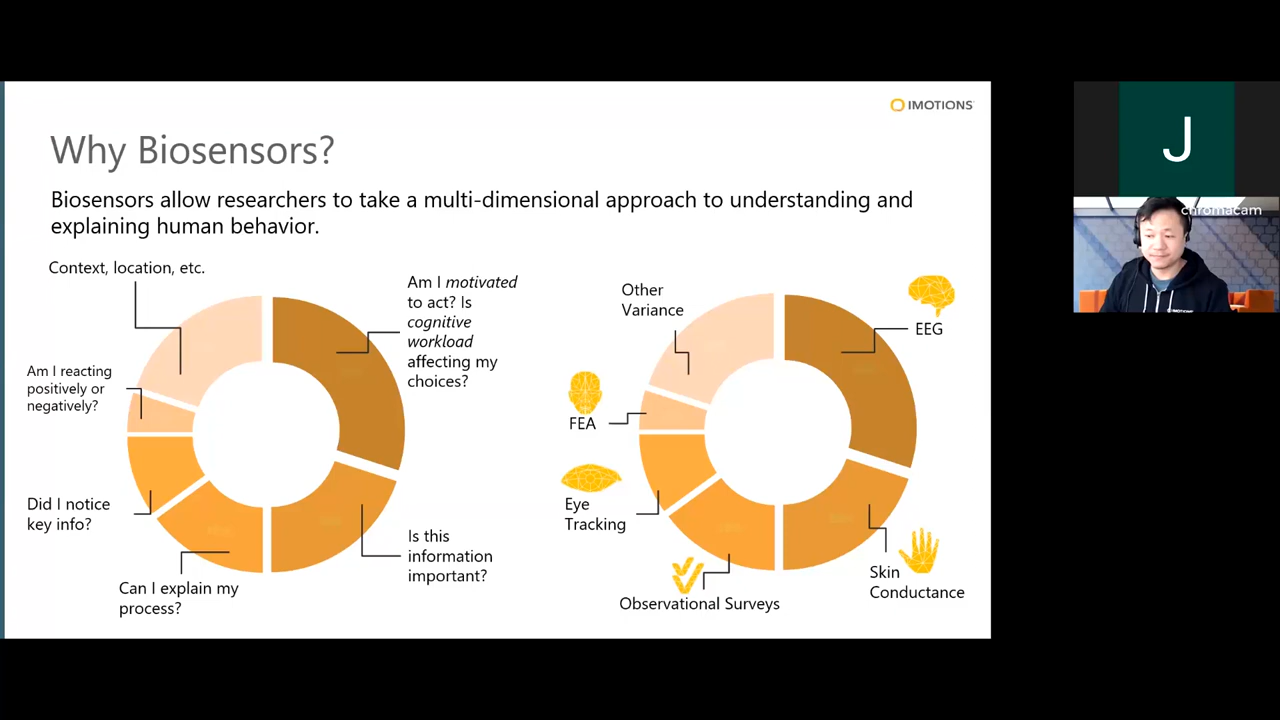 IMOTIONS
Why Biosensors?
Biosensors allow researchers to take a multi-dimensional approach to understanding and
explaining human behavior.
Context, location, etc.
Am I motivated
to act? Is
cognitive
workload
affecting my
choices?
Am I reacting
positively or
negatively?
Did I notice
key info?
Can I explain my
process?
Is this
information
important?
Other
Variance
EEG
FEA
Eye
Tracking
Observational Surveys
Skin
Conductance
J
chromacam
IMOTIONS